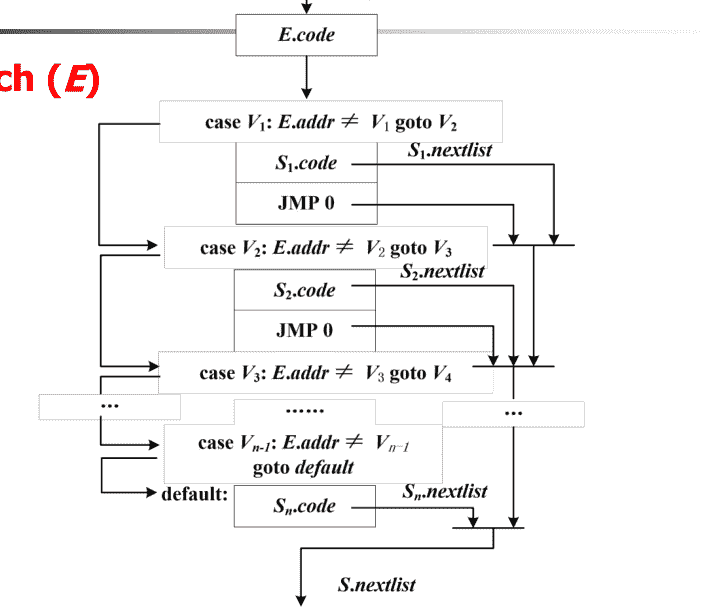 E.code
ch (E)
case V₁: E.addr ≠ V₁ goto V₂
S₁.nextlist
S₁.code
JMP 0
case V₂: E.addr ≠ V₂ goto V₃
S₂.nextlist
S₂.code
JMP 0
case V₃: E.addr ≠ V₃ goto V₄
...
......
...
case Vₙ₋₁: E.addr ≠ Vₙ₋₁
goto default
default:
Sₙ.nextlist
Sₙ.code
S.nextlist